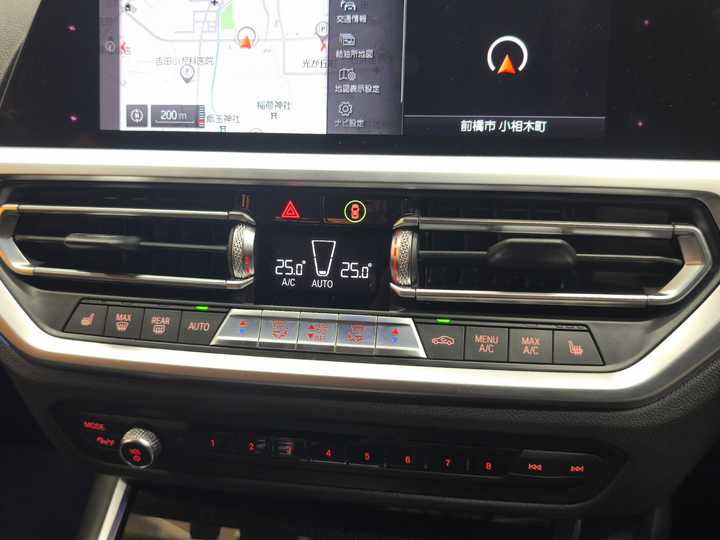 交通情報
給油所地図
吉田小児科医院
光が丘
地図表示設定
200 m
稲荷神社
飯玉神社
ナビ設定
前橋市 小相木町
25.0°
25.0°
A/C
AUTO
MAX
REAR
AUTO
MENU
A/C
MAX
A/C
MODE
VOL
1
2
3
4
5
6
7
8